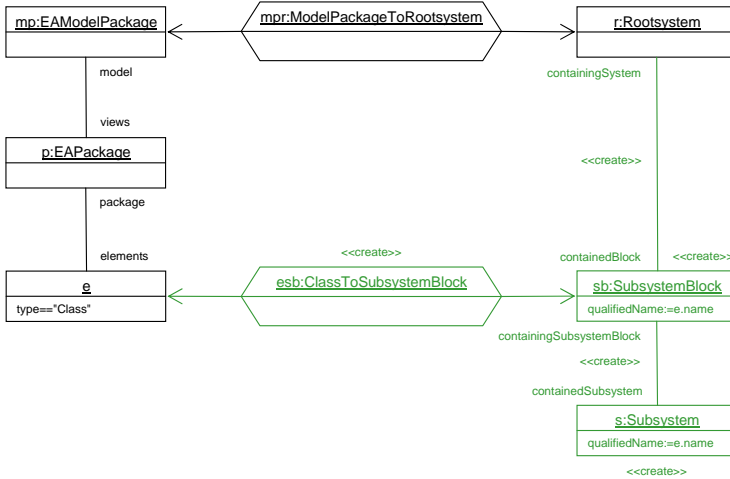 mp:EAModelPackage
mpr:ModelPackageToRootsystem
r:Rootsystem
model
containingSystem
views
p:EAPackage
<<create>>
package
elements
<<create>>
containedBlock
<<create>>
e
esb:ClassToSubsystemBlock
sb:SubsystemBlock
type=="Class"
qualifiedName:=e.name
containingSubsystemBlock
<<create>>
containedSubsystem
s:Subsystem
qualifiedName:=e.name
<<create>>